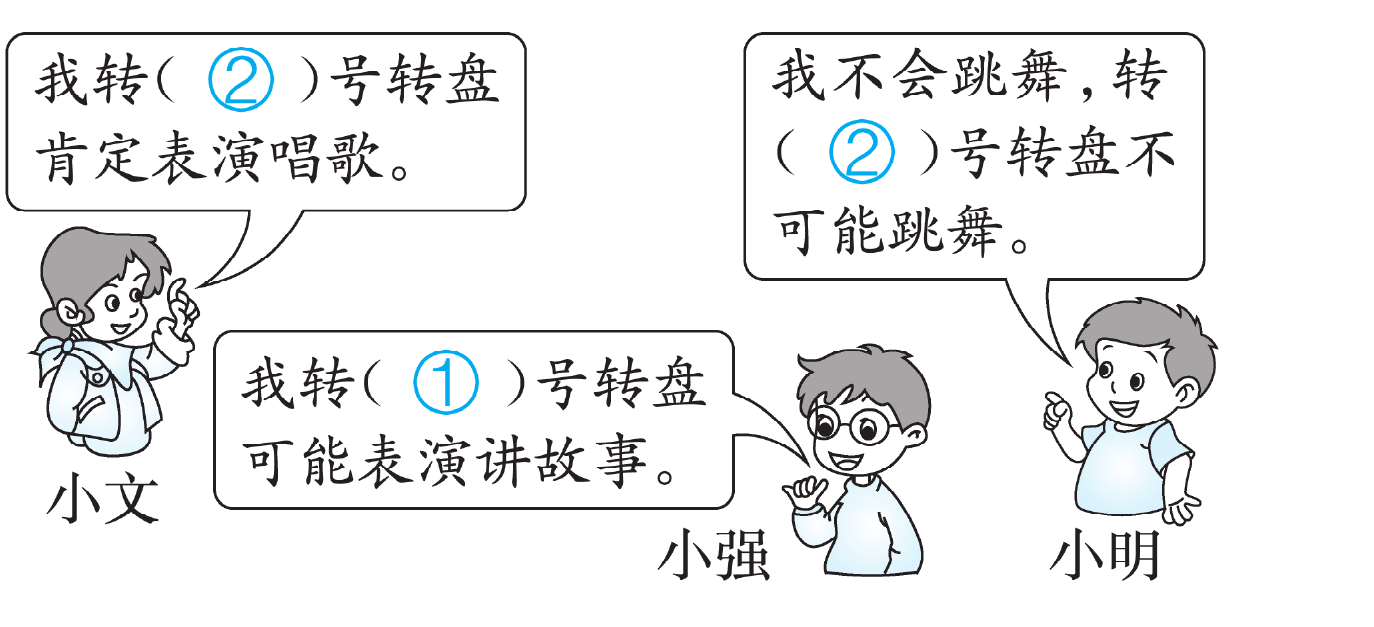 我转( ② )号转盘
肯定表演唱歌。
我不会跳舞,转
( ② )号转盘不
可能跳舞。
我转( ① )号转盘
可能表演讲故事。
小文
小强
小明